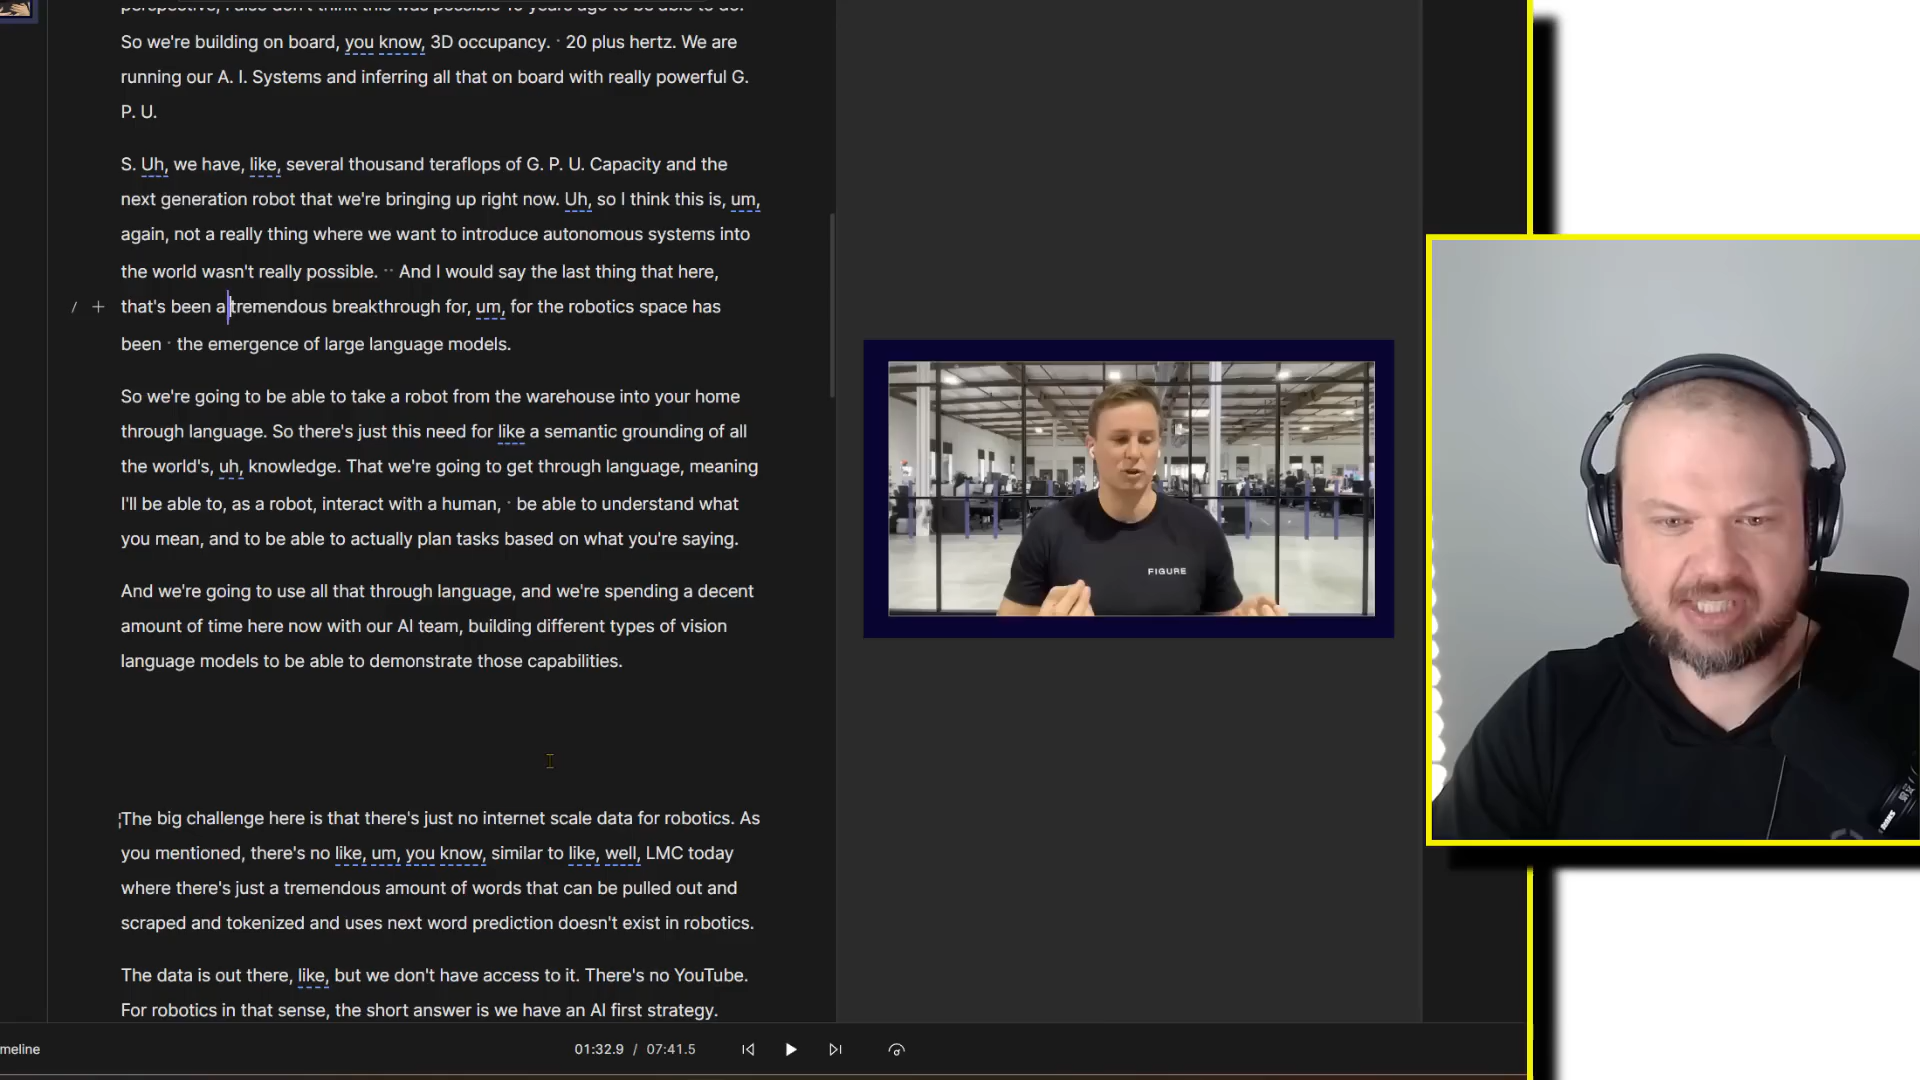 perspective, I also don't think this was possible 10 years ago to be able to do.
So we're building on board, you know, 3D occupancy. · 20 plus hertz. We are
running our A. I. Systems and inferring all that on board with really powerful G.
P. U.
S. Uh, we have, like, several thousand teraflops of G. P. U. Capacity and the
next generation robot that we're bringing up right now. Uh, so I think this is, um,
again, not a really thing where we want to introduce autonomous systems into
the world wasn't really possible. ·· And I would say the last thing that here,
/ + that's been a tremendous breakthrough for, um, for the robotics space has
been · the emergence of large language models.
So we're going to be able to take a robot from the warehouse into your home
through language. So there's just this need for like a semantic grounding of all
the world's, uh, knowledge. That we're going to get through language, meaning
I'll be able to, as a robot, interact with a human, · be able to understand what
you mean, and to be able to actually plan tasks based on what you're saying.
And we're going to use all that through language, and we're spending a decent
amount of time here now with our AI team, building different types of vision
language models to be able to demonstrate those capabilities.
The big challenge here is that there's just no internet scale data for robotics. As
you mentioned, there's no like, um, you know, similar to like, well, LMC today
where there's just a tremendous amount of words that can be pulled out and
scraped and tokenized and uses next word prediction doesn't exist in robotics.
The data is out there, like, but we don't have access to it. There's no YouTube.
For robotics in that sense, the short answer is we have an AI first strategy.
FIGURE
meline
01:32.9 / 07:41.5